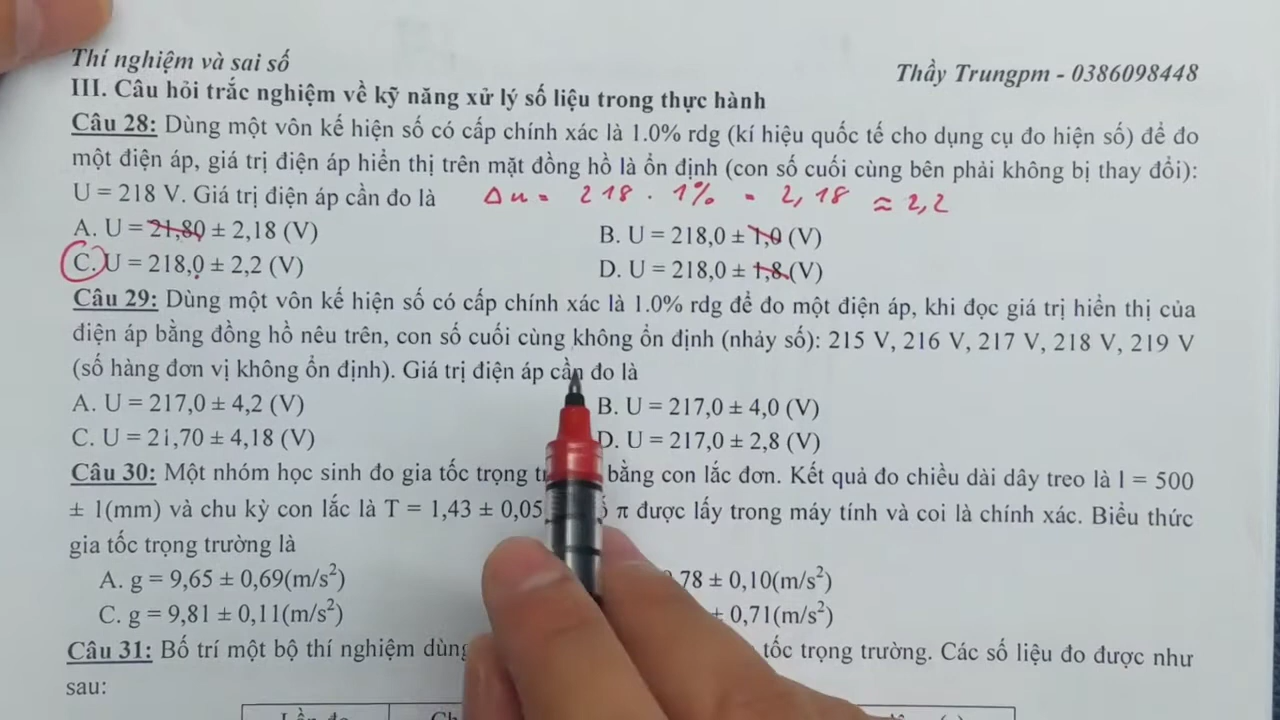 Thí nghiệm và sai số
Thầy Trungpm - 0386098448
III. Câu hỏi trắc nghiệm về kỹ năng xử lý số liệu trong thực hành
Câu 28: Dùng một vôn kế hiện số có cấp chính xác là 1.0% rdg (kí hiệu quốc tế cho dụng cụ đo hiện số) để đo
một điện áp, giá trị điện áp hiển thị trên mặt đồng hồ là ổn định (con số cuối cùng bên phải không bị thay đổi):
U = 218 V. Giá trị điện áp cần đo là Δu = 218 . 1% = 2,18 ≈ 2,2
A. U = 21,80 ± 2,18 (V) B. U = 218,0 ± 1,0 (V)
C. U = 218,0 ± 2,2 (V) D. U = 218,0 ± 1,8 (V)
Câu 29: Dùng một vôn kế hiện số có cấp chính xác là 1.0% rdg để đo một điện áp, khi đọc giá trị hiển thị của
điện áp bằng đồng hồ nêu trên, con số cuối cùng không ổn định (nhảy số): 215 V, 216 V, 217 V, 218 V, 219 V
(số hàng đơn vị không ổn định). Giá trị điện áp cần đo là
A. U = 217,0 ± 4,2 (V) B. U = 217,0 ± 4,0 (V)
C. U = 21,70 ± 4,18 (V) D. U = 217,0 ± 2,8 (V)
Câu 30: Một nhóm học sinh đo gia tốc trọng bằng con lắc đơn. Kết quả đo chiều dài dây treo là l = 500
± 1(mm) và chu kỳ con lắc là T = 1,43 ± 0,05 π được lấy trong máy tính và coi là chính xác. Biểu thức
gia tốc trọng trường là
A. g = 9,65 ± 0,69(m/s²) 78 ± 0,10(m/s²)
C. g = 9,81 ± 0,11(m/s²) ± 0,71(m/s²)
Câu 31: Bố trí một bộ thí nghiệm dùng tốc trọng trường. Các số liệu đo được như
sau: